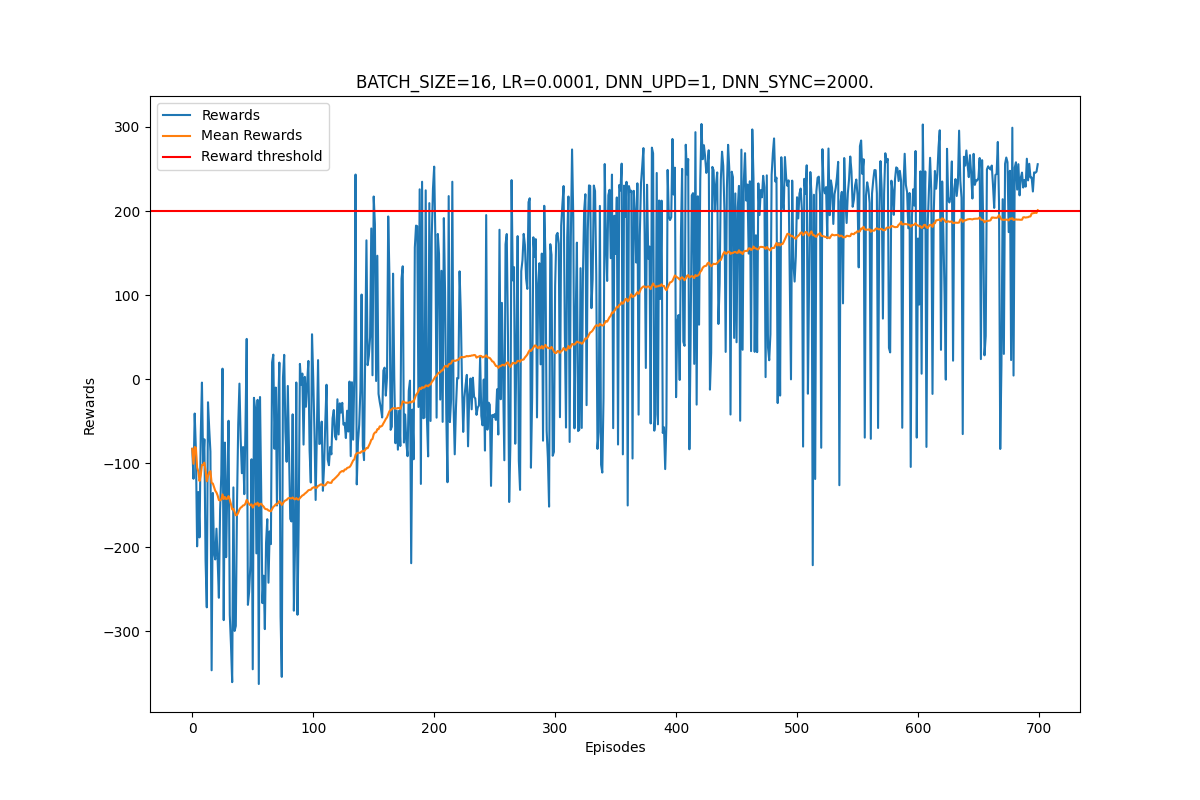 BATCH_SIZE=16, LR=0.0001, DNN_UPD=1, DNN_SYNC=2000.
Rewards
Mean Rewards
Reward threshold
300
200
100
0
−100
−200
−300
Rewards
0 100 200 300 400 500 600 700
Episodes